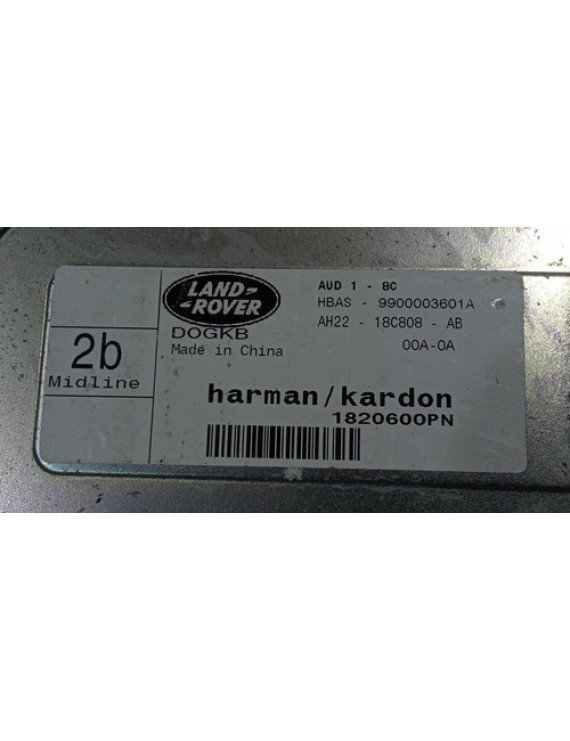 2b
Midline
LAND-
-ROVER
DOGKB
Made in China
AUD 1 - 8C
HBAS - 9900003601A
AH22 - 18C808 - AB
00A-0A
harman/kardon
1820600PN